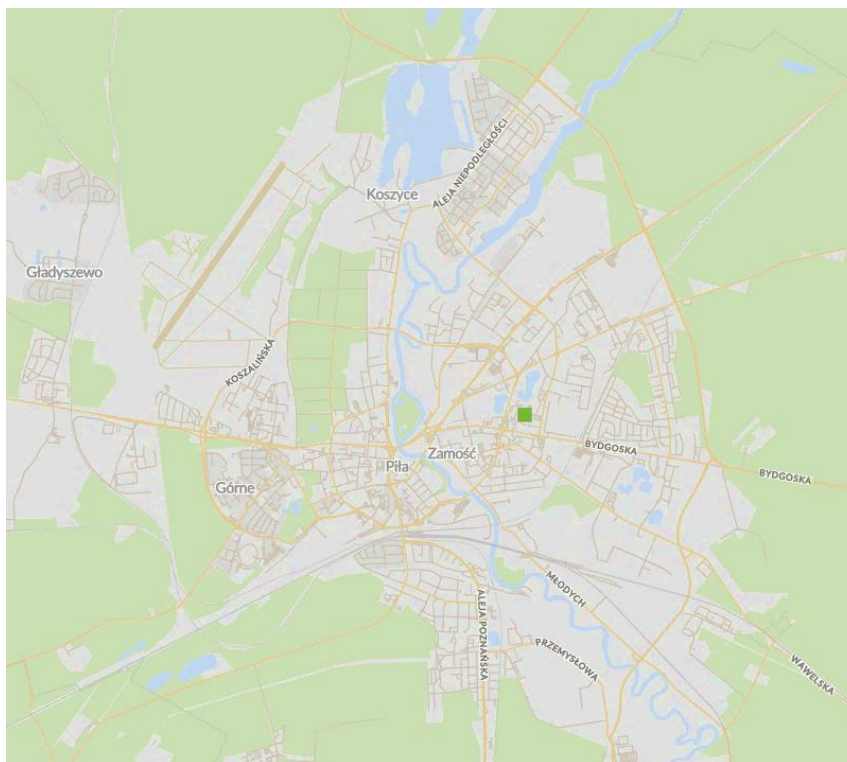 ALEJA NIEPODLEGŁOŚCI
Koszyce
Gładyszewo
KOSZALIŃSKA
Zamość
BYDGOSKA
Piła
BYDGOSKA
Górne
MŁODYCH
ALEJA POZNAŃSKA
PRZEMYSŁOWA
WAWELSKA